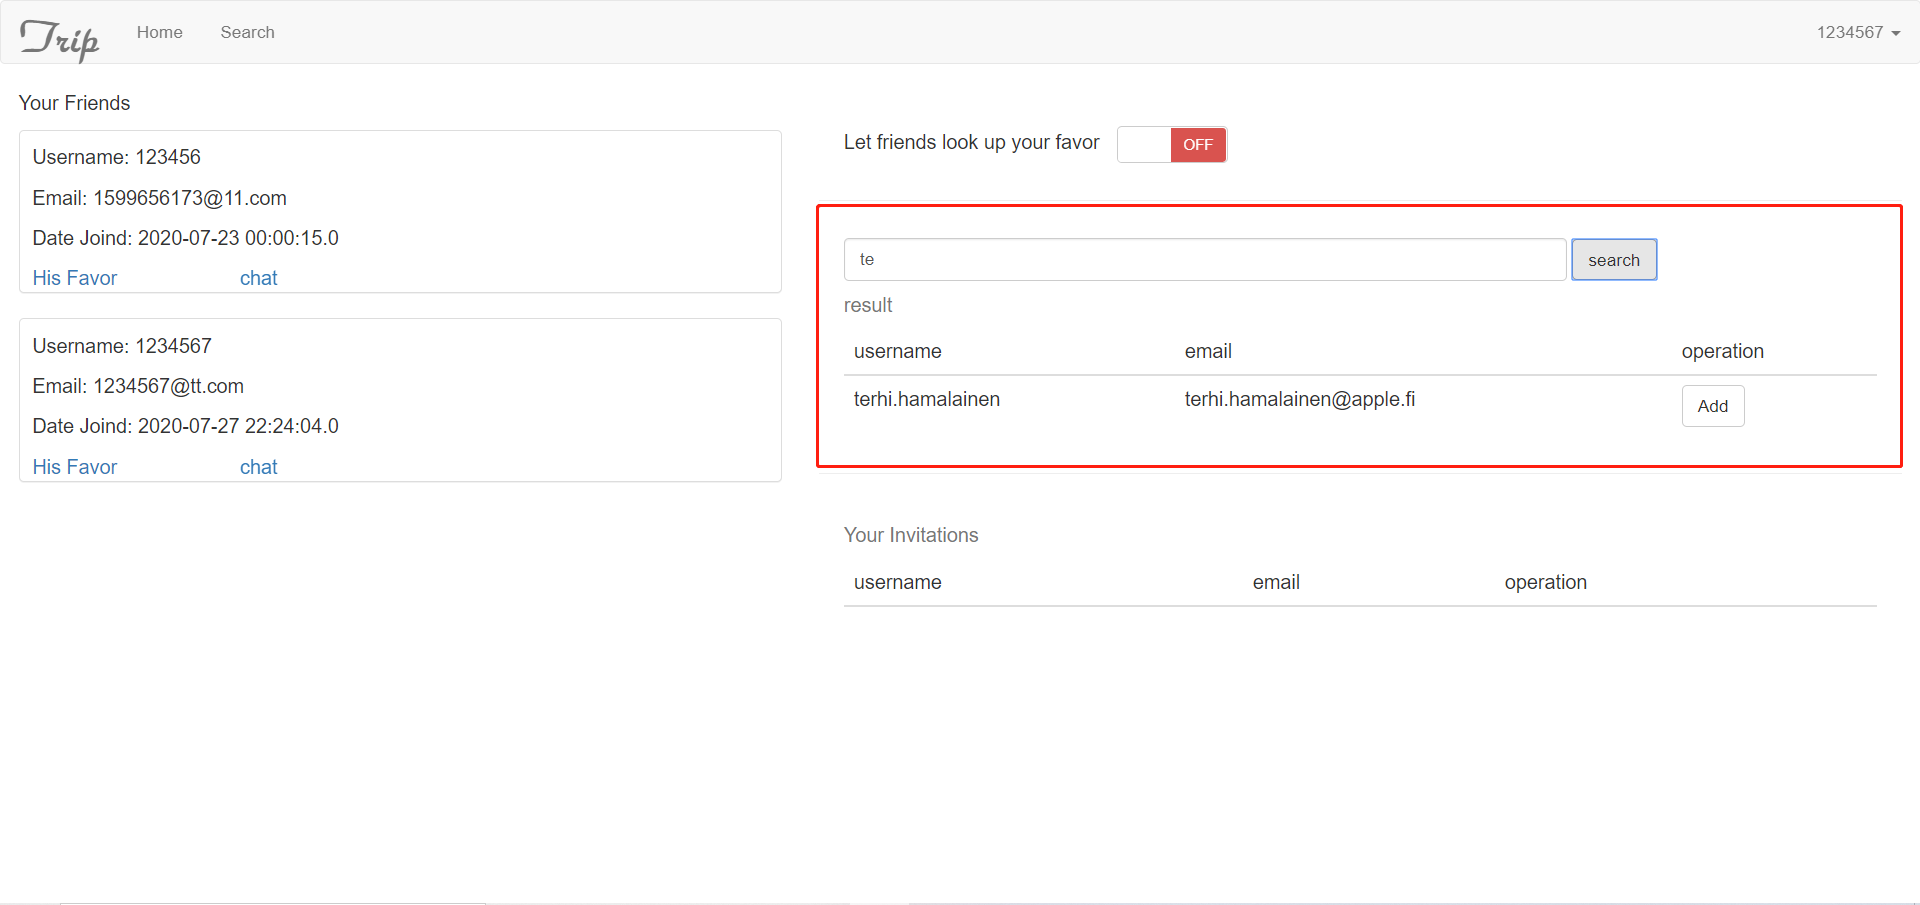 Trip Home Search 1234567
Your Friends
Username: 123456
Email: 1599656173@11.com
Date Joind: 2020-07-23 00:00:15.0
His Favor chat
Username: 1234567
Email: 1234567@tt.com
Date Joind: 2020-07-27 22:24:04.0
His Favor chat
Let friends look up your favor OFF
te search
result
username email operation
terhi.hamalainen terhi.hamalainen@apple.fi Add
Your Invitations
username email operation